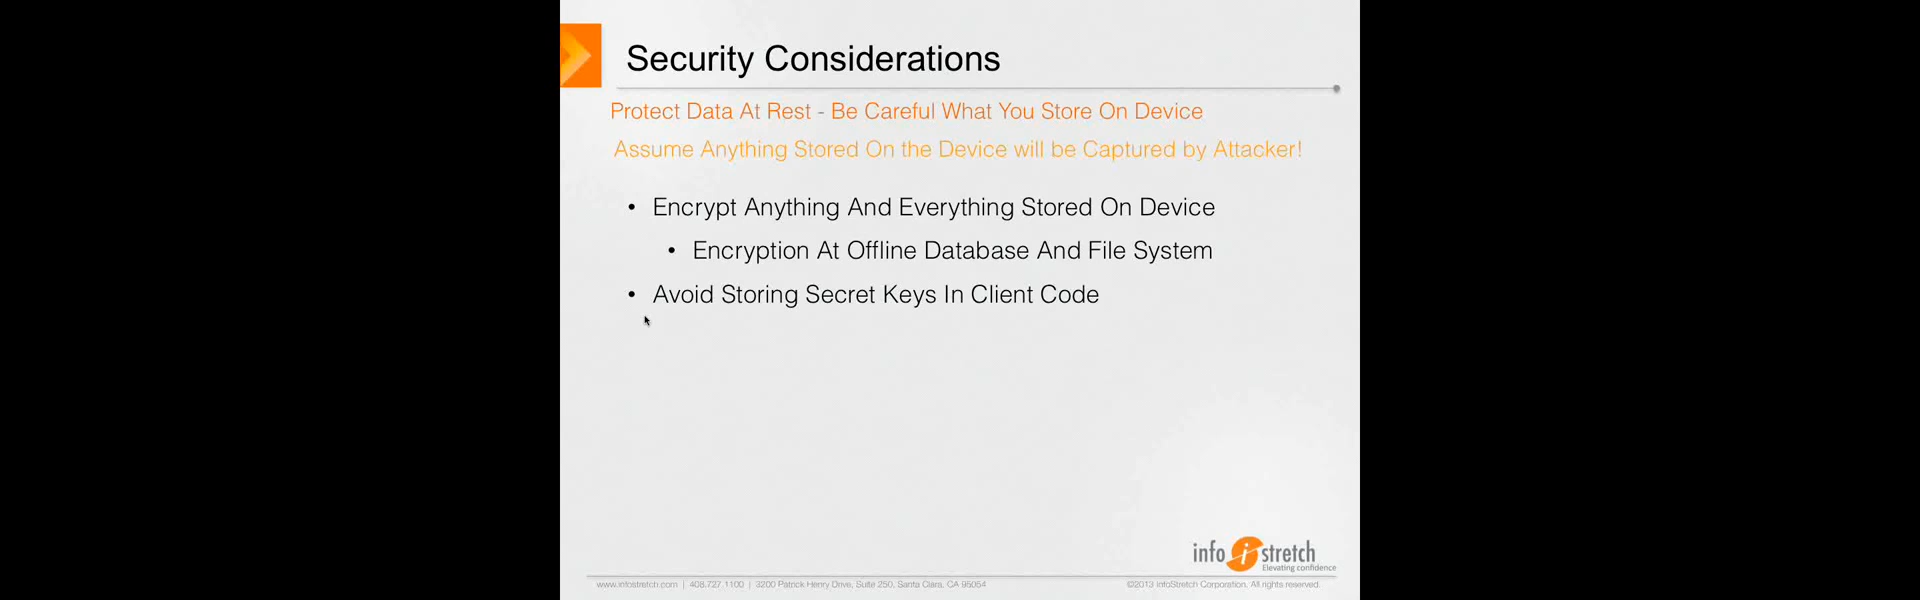 Security Considerations
Protect Data At Rest - Be Careful What You Store On Device
Assume Anything Stored On the Device will be Captured by Attacker!
• Encrypt Anything And Everything Stored On Device
• Encryption At Offline Database And File System
• Avoid Storing Secret Keys In Client Code
info i stretch
Elevating confidence
www.infostretch.com | 408.727.1100 | 3200 Patrick Henry Drive, Suite 250, Santa Clara, CA 95054
©2013 InfoStretch Corporation. All rights reserved.